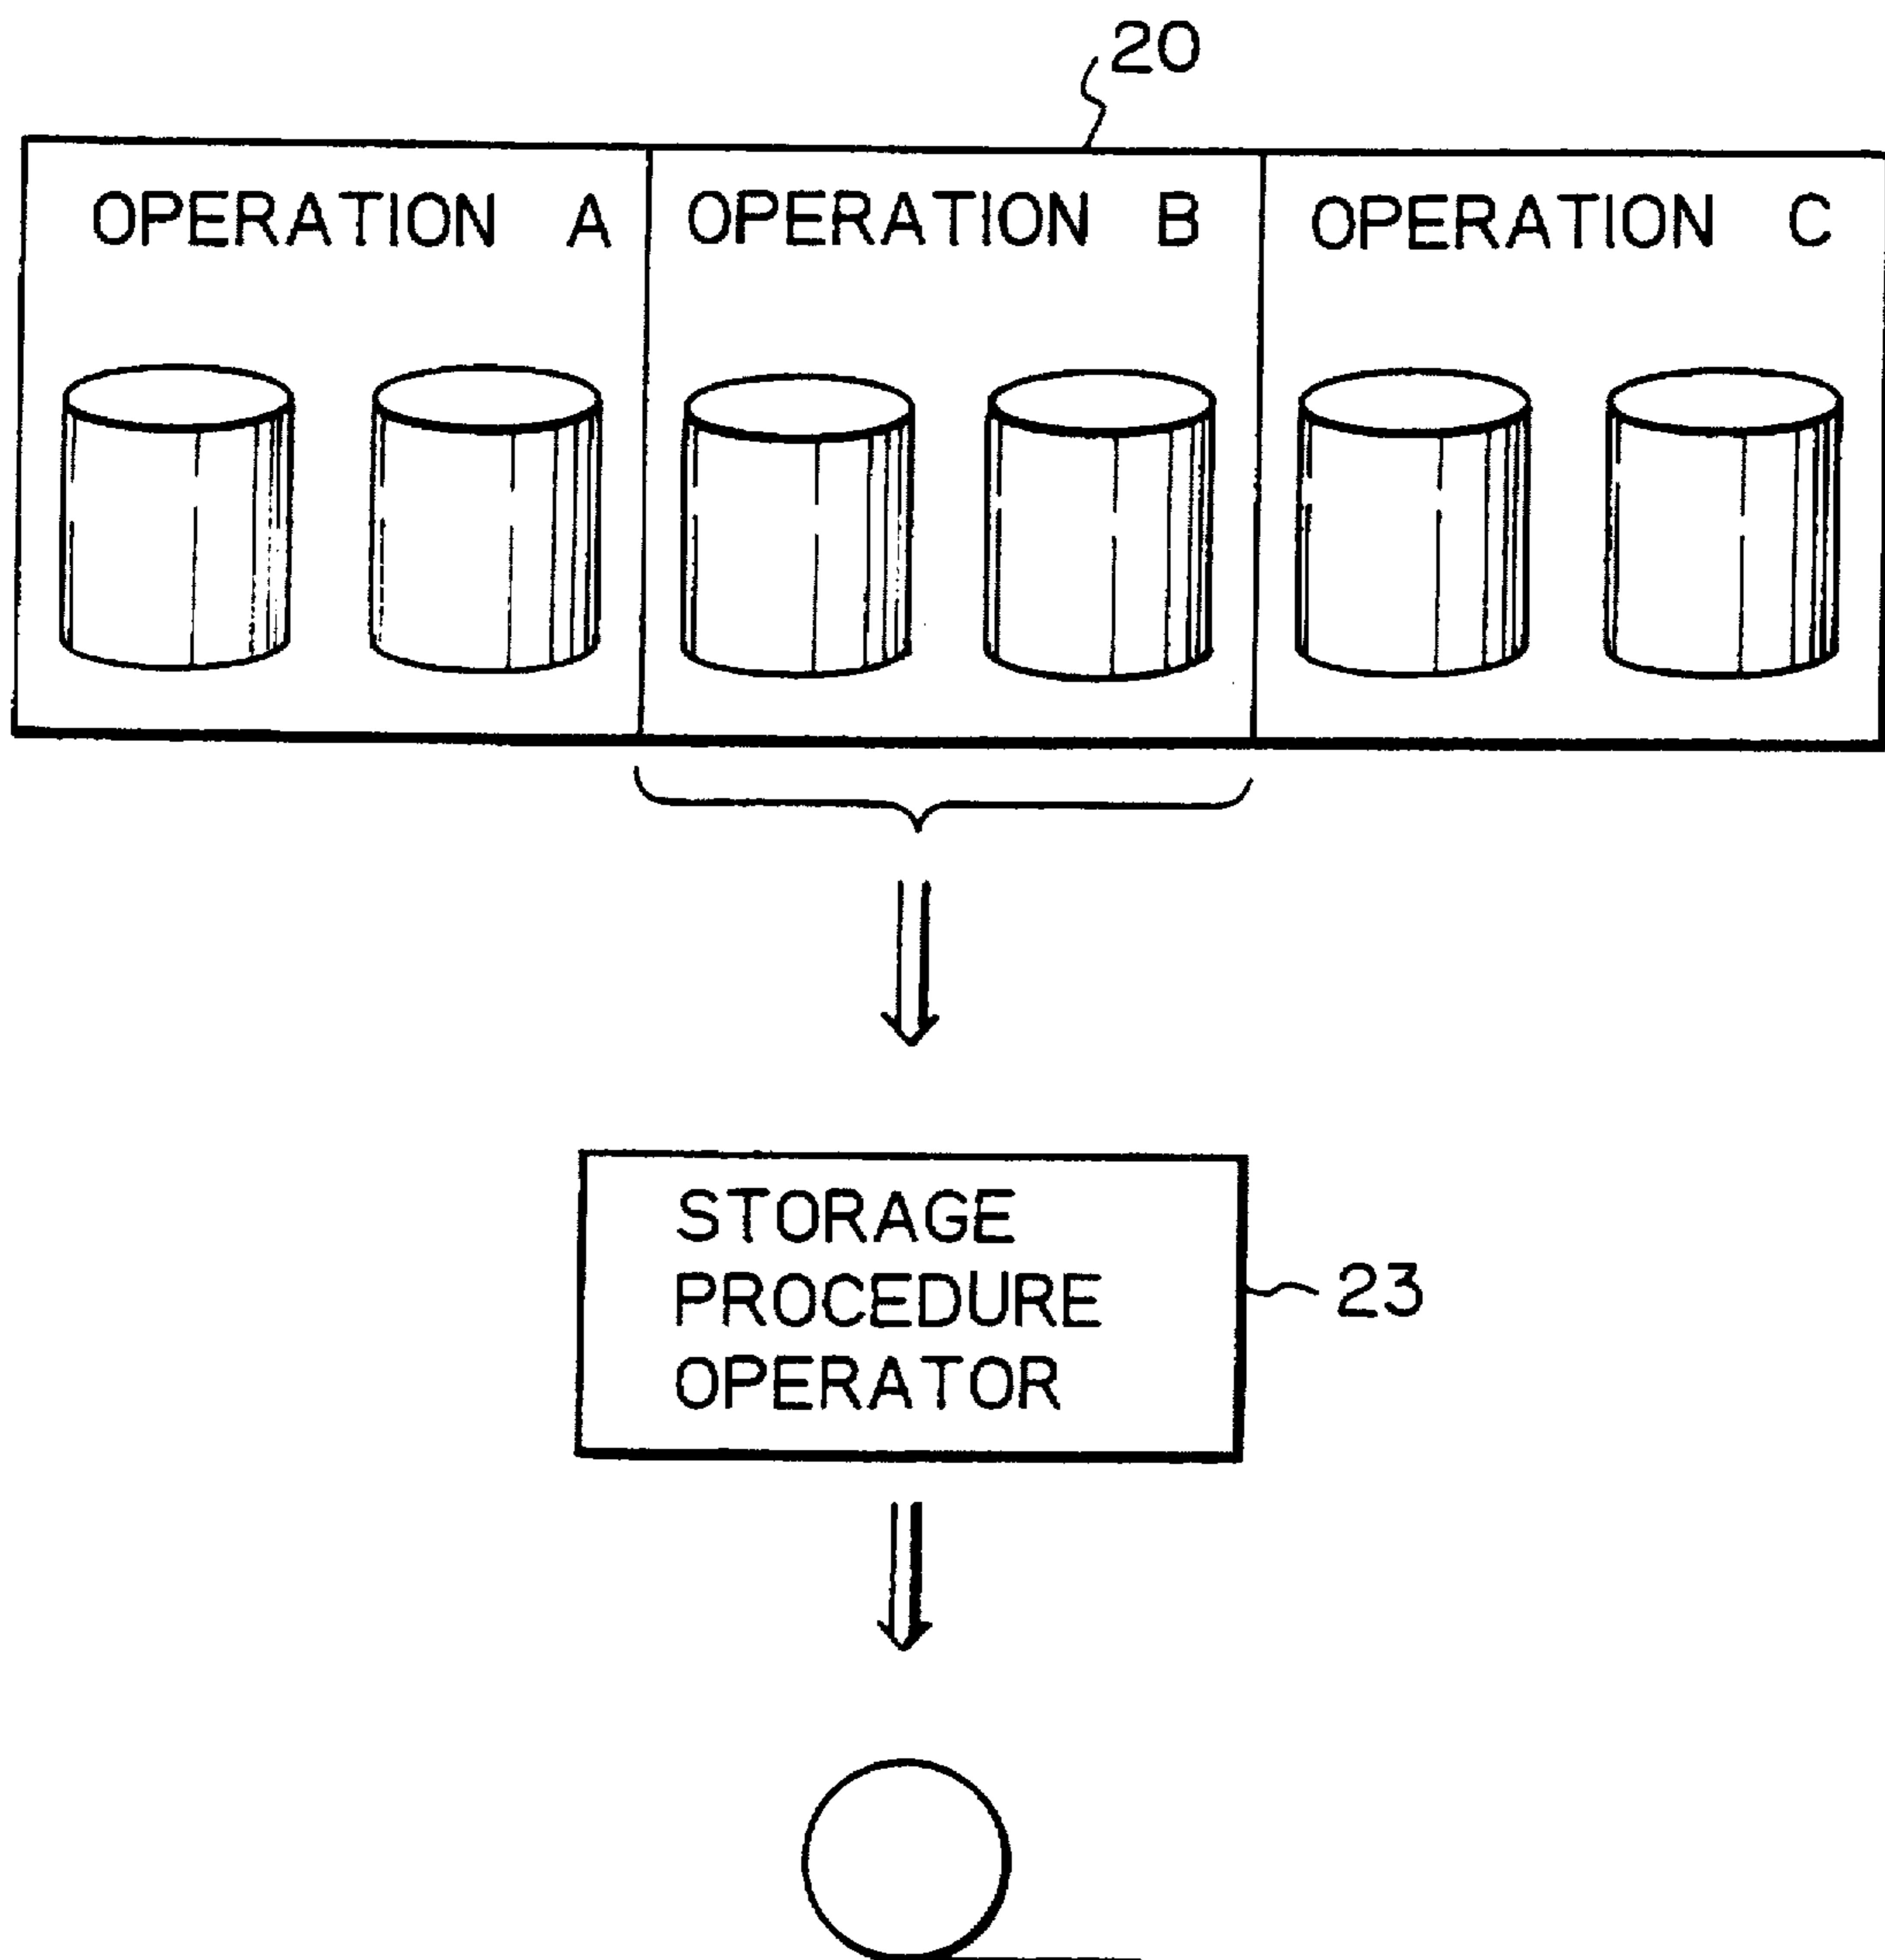 20
OPERATION A OPERATION B OPERATION C
STORAGE
PROCEDURE
OPERATOR
23